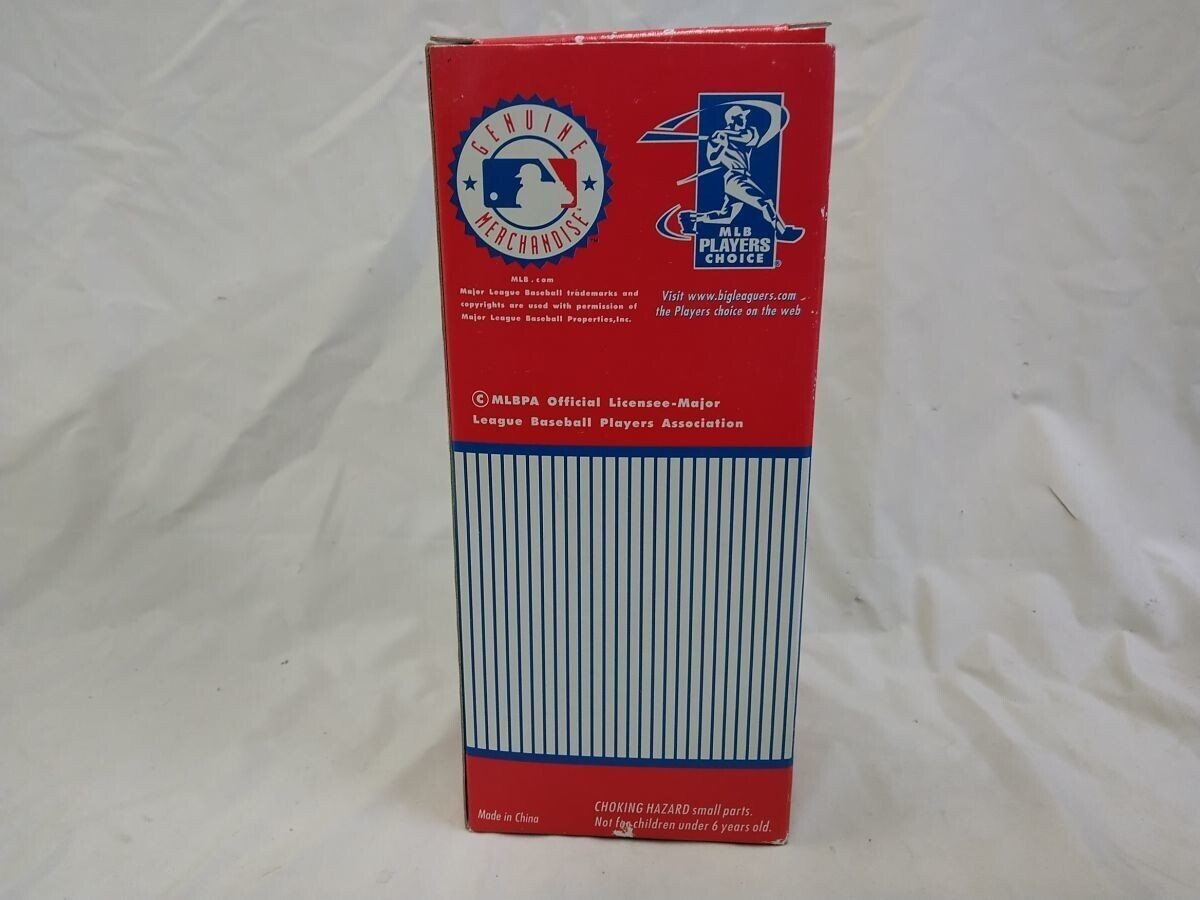 GENUINE
MERCHANDISE™
MLB.com
Major League Baseball trademarks and
copyrights are used with permission of
Major League Baseball Properties,Inc.
MLB
PLAYERS
CHOICE®
Visit www.bigleaguers.com
the Players choice on the web
©MLBPA Official Licensee-Major
League Baseball Players Association
Made in China
CHOKING HAZARD small parts.
Not for children under 6 years old.